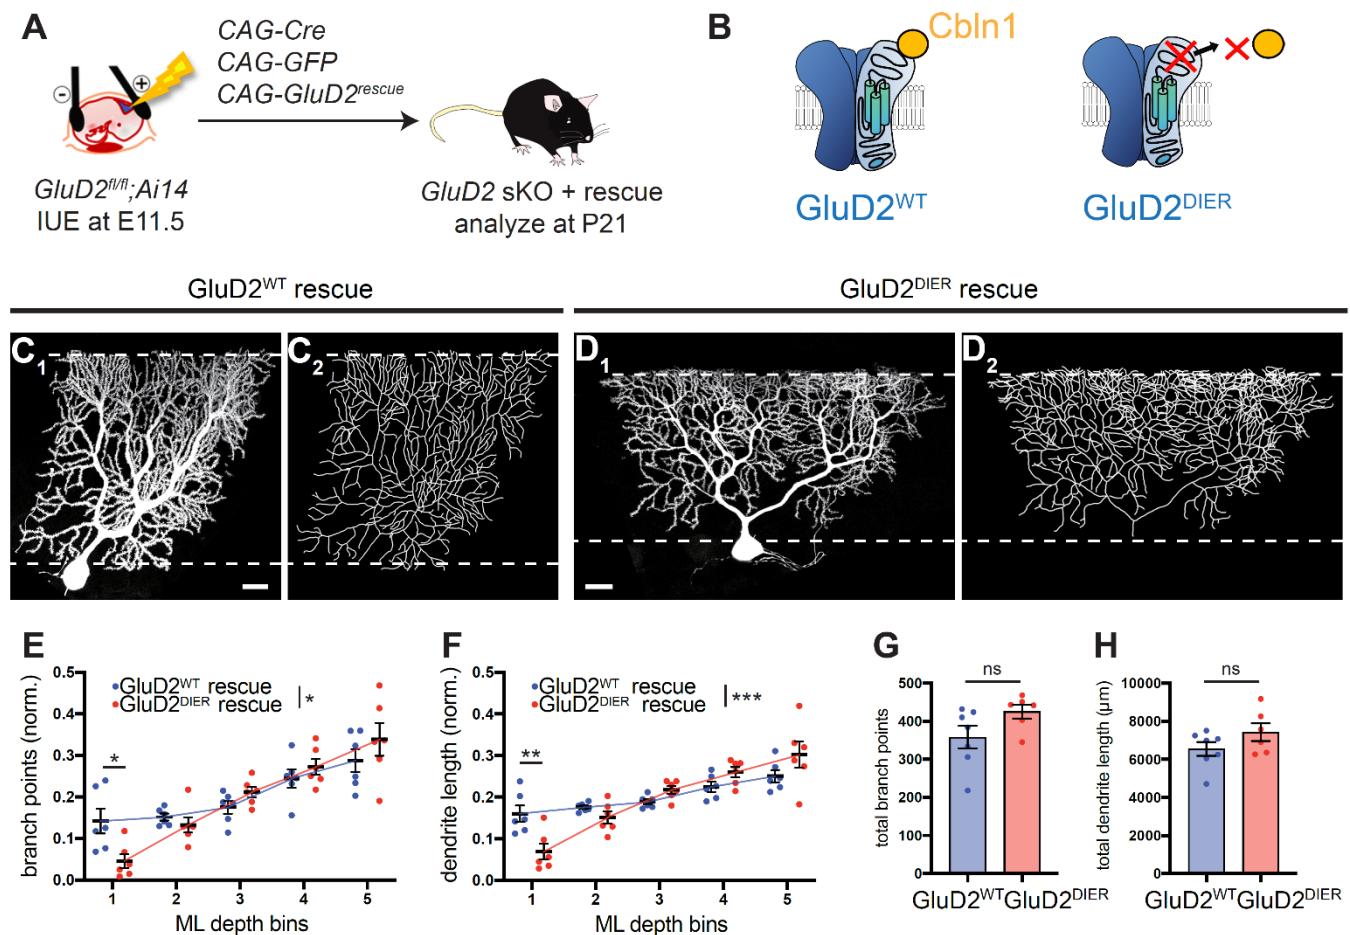 A
CAG-Cre
CAG-GFP
CAG-GluD2rescue
GluD2fl/fl;Ai14
IUE at E11.5
GluD2 sKO + rescue
analyze at P21
B
Cbln1
GluD2WT
GluD2DIER
GluD2WT rescue
GluD2DIER rescue
C1
C2
D1
D2
E
branch points (norm.)
0.5
0.4
0.3
0.2
0.1
0.0
GluD2WT rescue
GluD2DIER rescue
*
*
1 2 3 4 5
ML depth bins
F
dendrite length (norm.)
0.5
0.4
0.3
0.2
0.1
0.0
GluD2WT rescue
GluD2DIER rescue
***
**
1 2 3 4 5
ML depth bins
G
total branch points
ns
500
400
300
200
100
0
GluD2WT GluD2DIER
H
total dendrite length (µm)
ns
10000
8000
6000
4000
2000
0
GluD2WT GluD2DIER